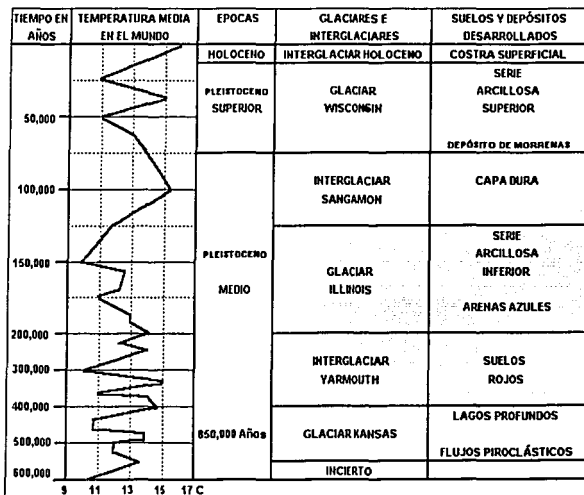 TIEMPO EN
AÑOS
TEMPERATURA MEDIA
EN EL MUNDO
EPOCAS
GLACIARES E
INTERGLACIARES
SUELOS Y DEPÓSITOS
DESARROLLADOS
0
HOLOCENO
INTERGLACIAR HOLOCENO
COSTRA SUPERFICIAL
PLEISTOCENO
SUPERIOR
GLACIAR
WISCONSIN
SERIE
ARCILLOSA
SUPERIOR
50,000
DEPÓSITO DE MORRENAS
100,000
INTERGLACIAR
SANGAMON
CAPA DURA
150,000
PLEISTOCENO
MEDIO
GLACIAR
ILLINOIS
SERIE
ARCILLOSA
INFERIOR
ARENAS AZULES
200,000
300,000
INTERGLACIAR
YARMOUTH
SUELOS
ROJOS
400,000
850,000 Años
GLACIAR KANSAS
LAGOS PROFUNDOS
500,000
FLUJOS PIROCLÁSTICOS
600,000
INCIERTO
9 11 13 15 17 C